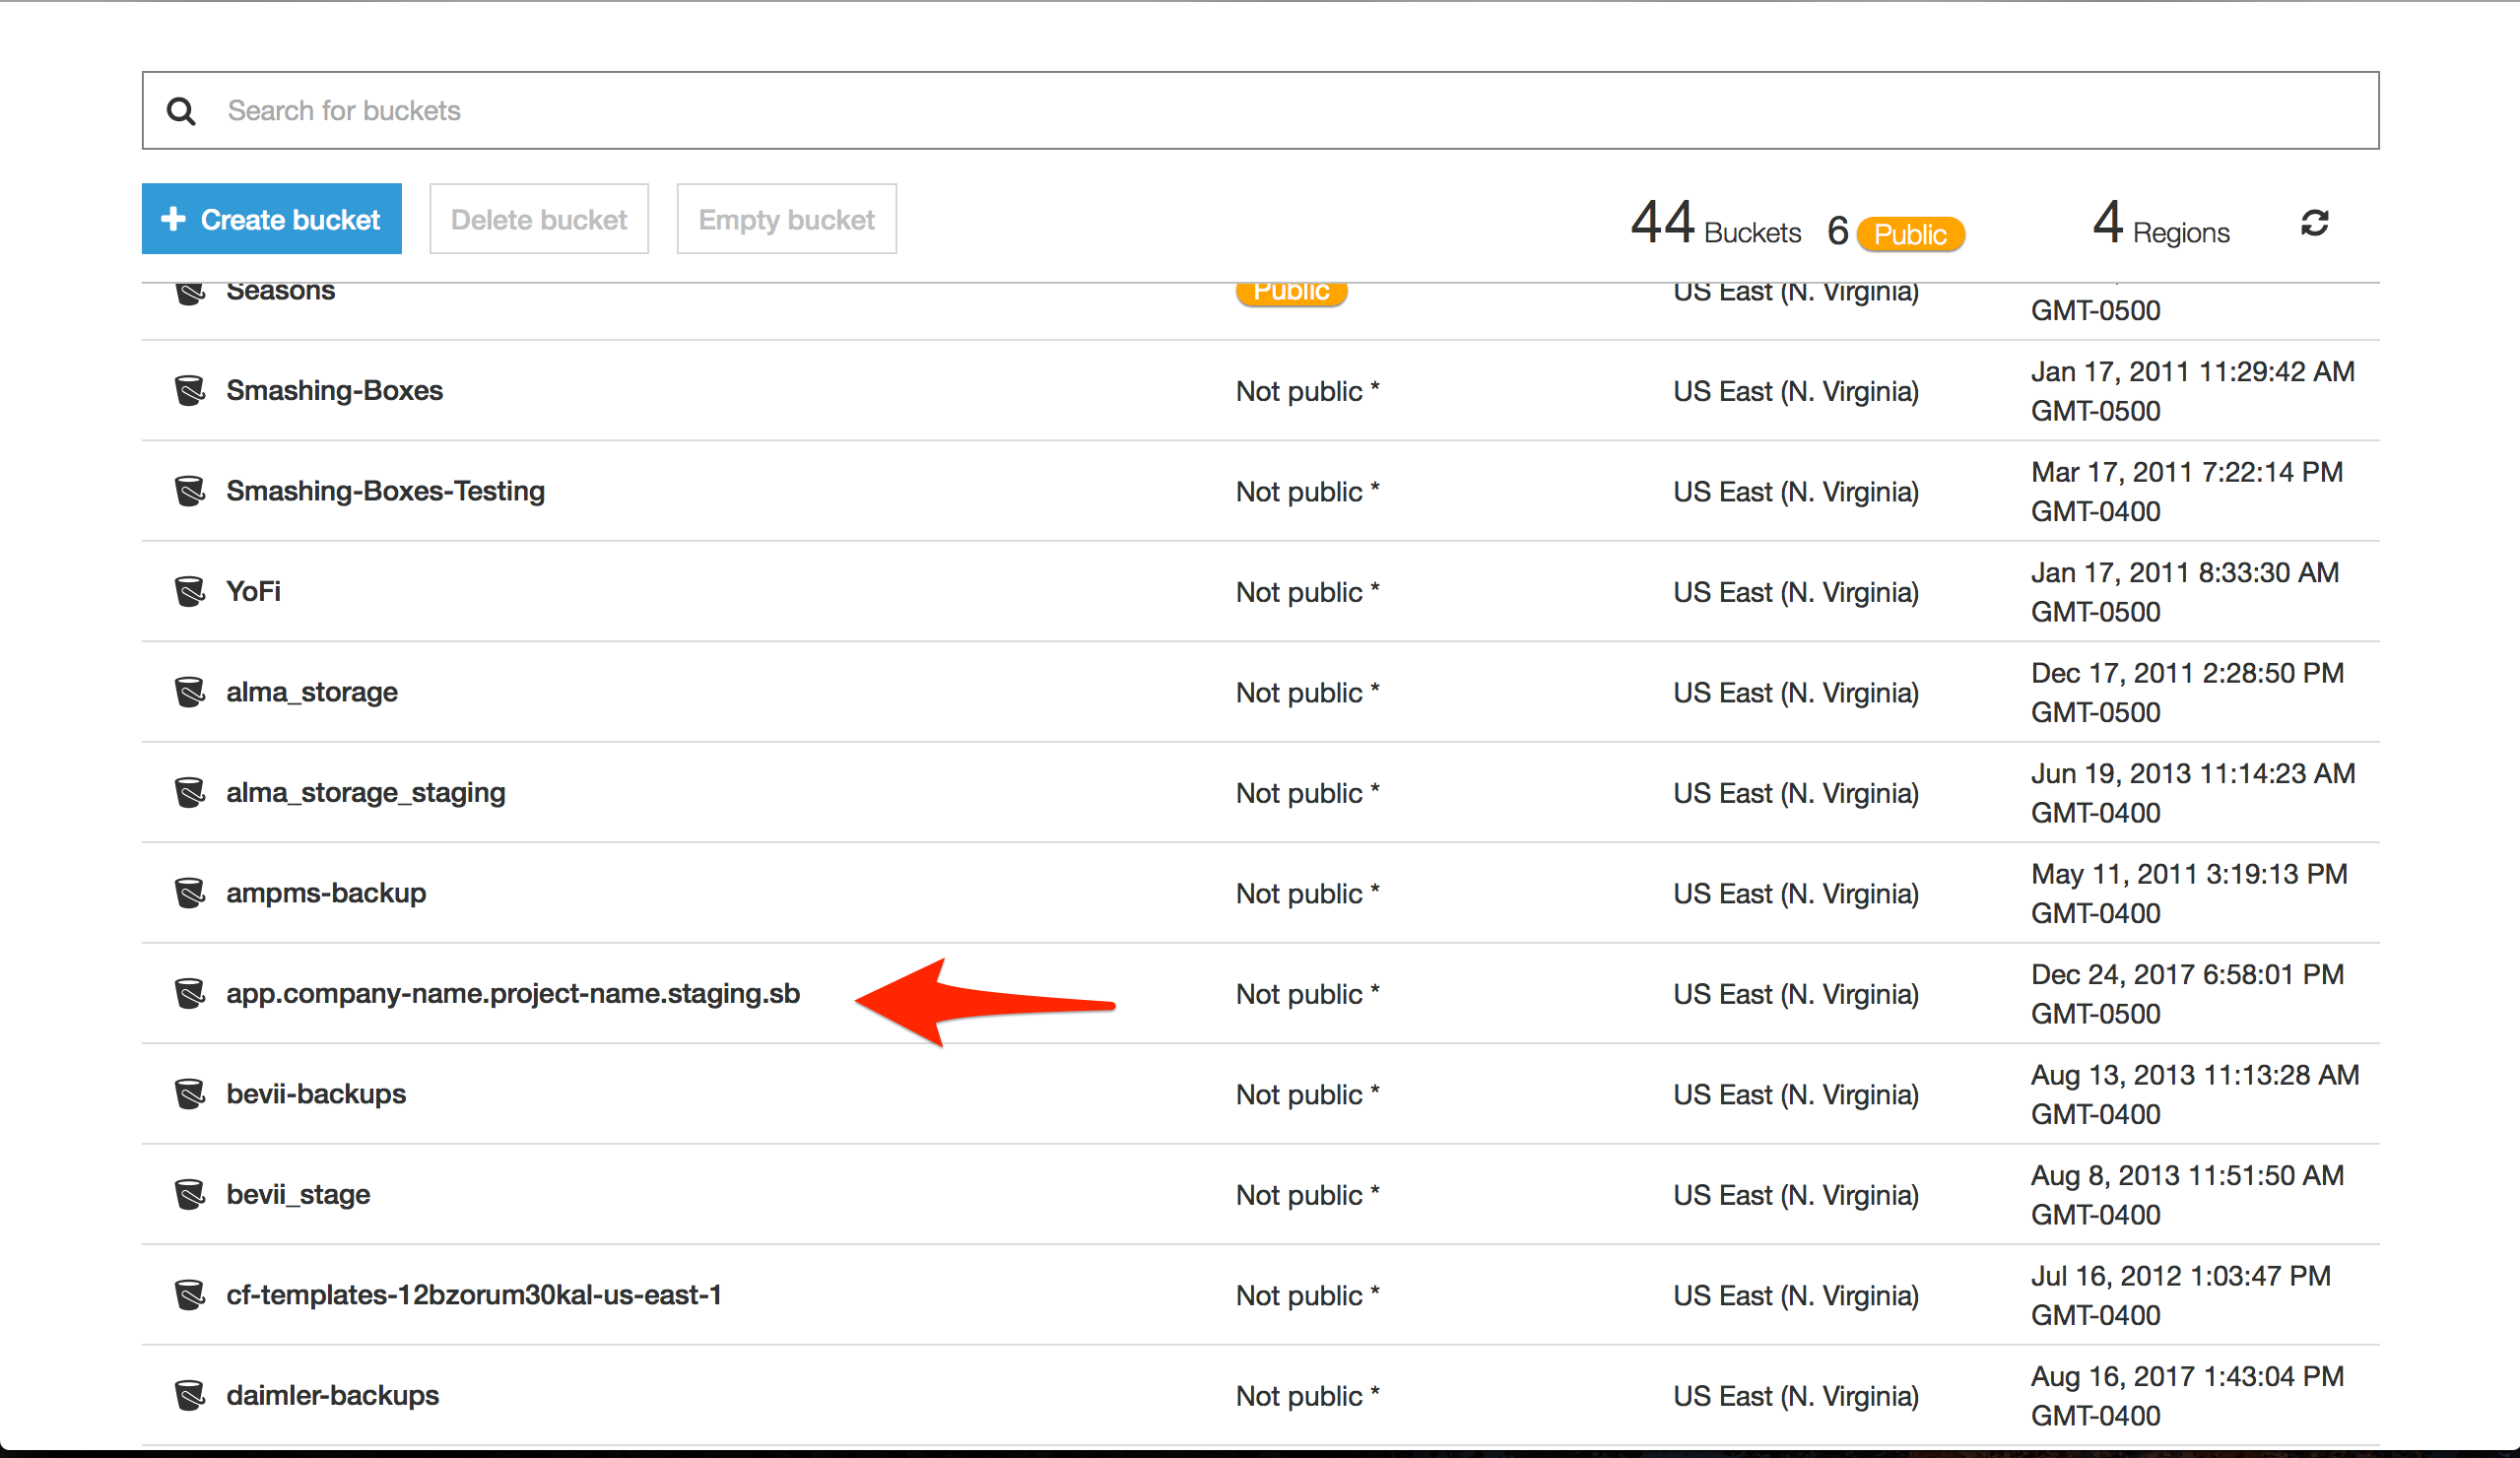 Search for buckets
Create bucket Delete bucket Empty bucket 44 Buckets 6 Public 4 Regions
Seasons Public US East (N. Virginia)
GMT-0500
Smashing-Boxes Not public * US East (N. Virginia) Jan 17, 2011 11:29:42 AM
GMT-0500
Smashing-Boxes-Testing Not public * US East (N. Virginia) Mar 17, 2011 7:22:14 PM
GMT-0400
YoFi Not public * US East (N. Virginia) Jan 17, 2011 8:33:30 AM
GMT-0500
alma_storage Not public * US East (N. Virginia) Dec 17, 2011 2:28:50 PM
GMT-0500
alma_storage_staging Not public * US East (N. Virginia) Jun 19, 2013 11:14:23 AM
GMT-0400
ampms-backup Not public * US East (N. Virginia) May 11, 2011 3:19:13 PM
GMT-0400
app.company-name.project-name.staging.sb Not public * US East (N. Virginia) Dec 24, 2017 6:58:01 PM
GMT-0500
bevii-backups Not public * US East (N. Virginia) Aug 13, 2013 11:13:28 AM
GMT-0400
bevii_stage Not public * US East (N. Virginia) Aug 8, 2013 11:51:50 AM
GMT-0400
cf-templates-12bzorum30kal-us-east-1 Not public * US East (N. Virginia) Jul 16, 2012 1:03:47 PM
GMT-0400
daimler-backups Not public * US East (N. Virginia) Aug 16, 2017 1:43:04 PM
GMT-0400